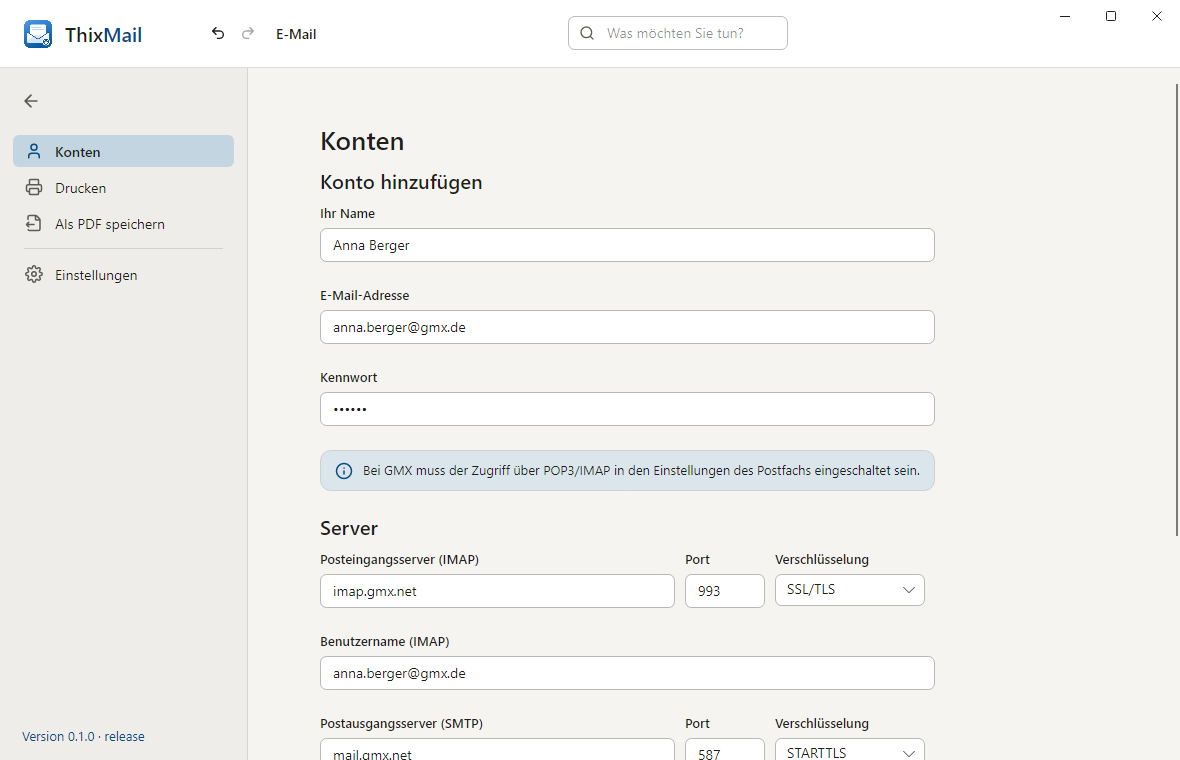 ThixMail
E-Mail
Was möchten Sie tun?
Konten
Drucken
Als PDF speichern
Einstellungen
Version 0.1.0 · release
Konten
Konto hinzufügen
Ihr Name
Anna Berger
E-Mail-Adresse
anna.berger@gmx.de
Kennwort
••••••
Bei GMX muss der Zugriff über POP3/IMAP in den Einstellungen des Postfachs eingeschaltet sein.
Server
Posteingangsserver (IMAP) Port Verschlüsselung
imap.gmx.net 993 SSL/TLS
Benutzername (IMAP)
anna.berger@gmx.de
Postausgangsserver (SMTP) Port Verschlüsselung
mail.gmx.net 587 STARTTLS